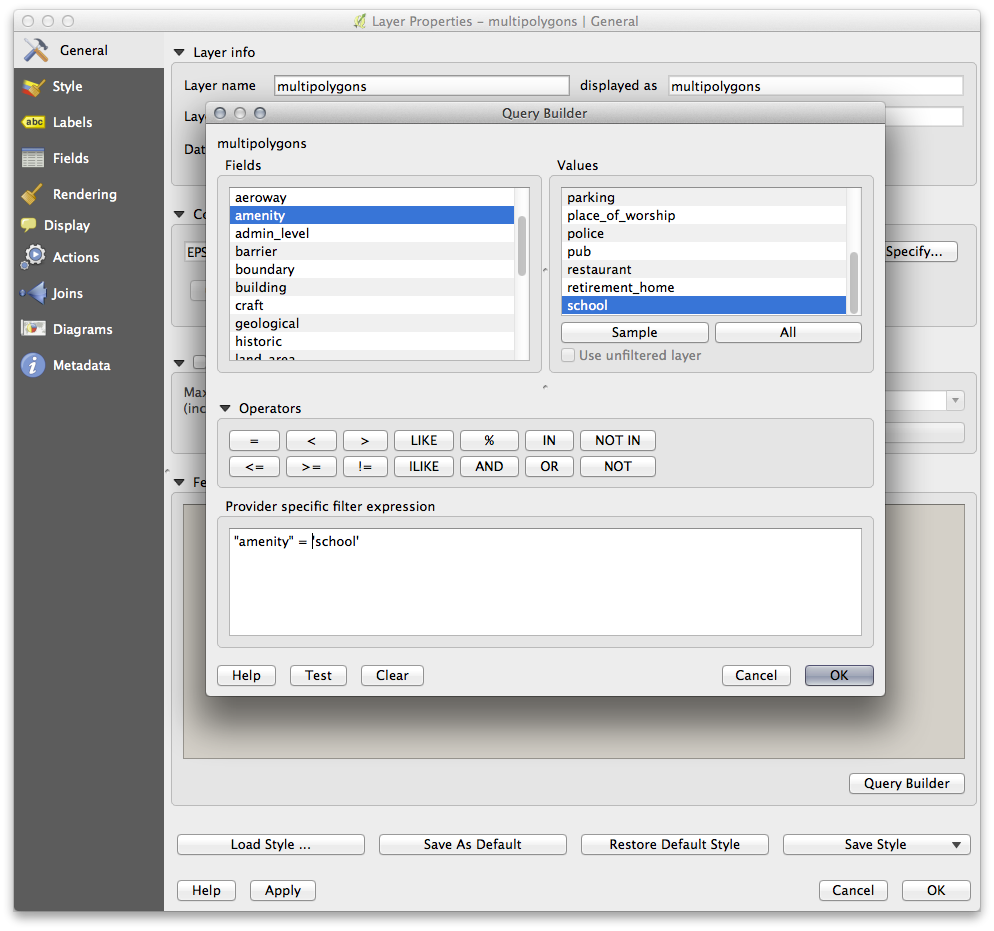 Layer Properties – multipolygons | General
General
Style
Labels
Fields
Rendering
Display
Actions
Joins
Diagrams
Metadata
Layer info
Layer name multipolygons displayed as multipolygons
Query Builder
multipolygons
Fields Values
aeroway
amenity
admin_level
barrier
boundary
building
craft
geological
historic
land_area
parking
place_of_worship
police
pub
restaurant
retirement_home
school
Sample All
Use unfiltered layer
Operators
= < > LIKE % IN NOT IN
<= >= != ILIKE AND OR NOT
Provider specific filter expression
"amenity" = 'school'
Help Test Clear Cancel OK
Lay
Dat
Co
EPS
Specify...
Max
(inc
Fe
Query Builder
Load Style ... Save As Default Restore Default Style Save Style
Help Apply Cancel OK
abc